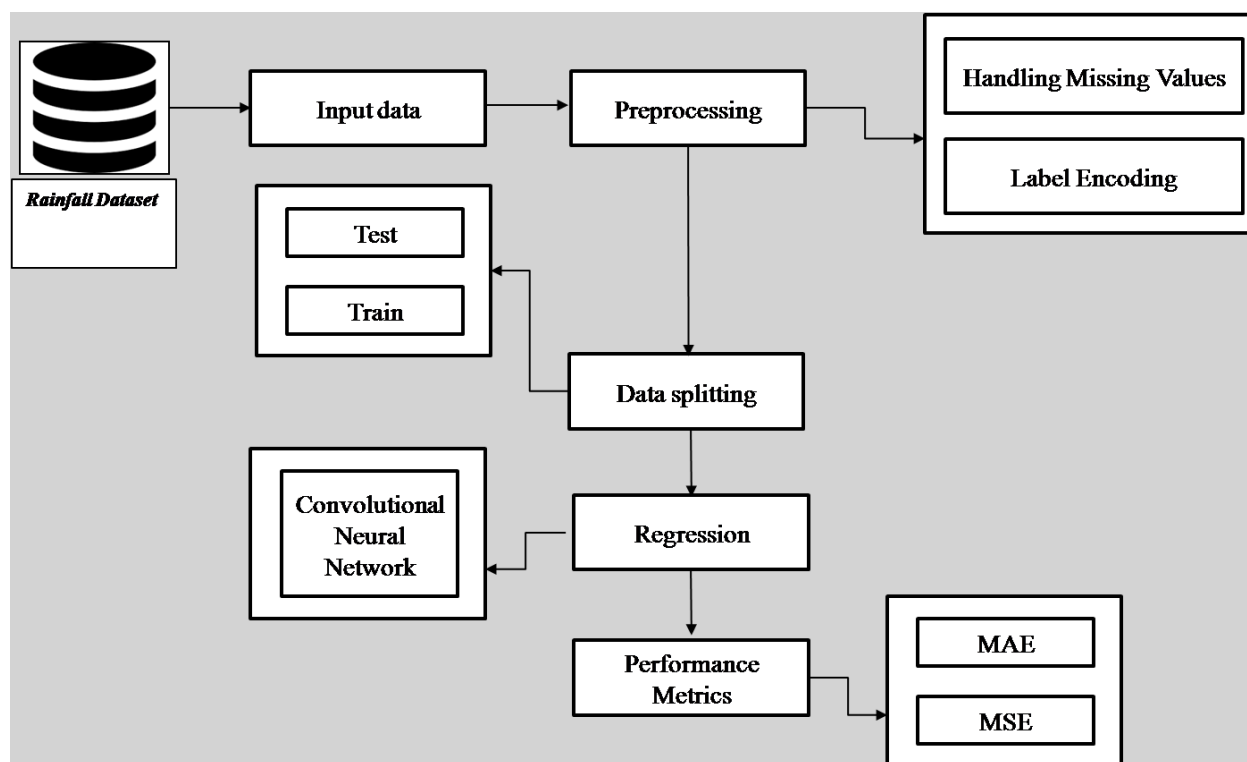 Rainfall Dataset
Input data
Preprocessing
Handling Missing Values
Label Encoding
Test
Train
Data splitting
Convolutional
Neural
Network
Regression
Performance
Metrics
MAE
MSE